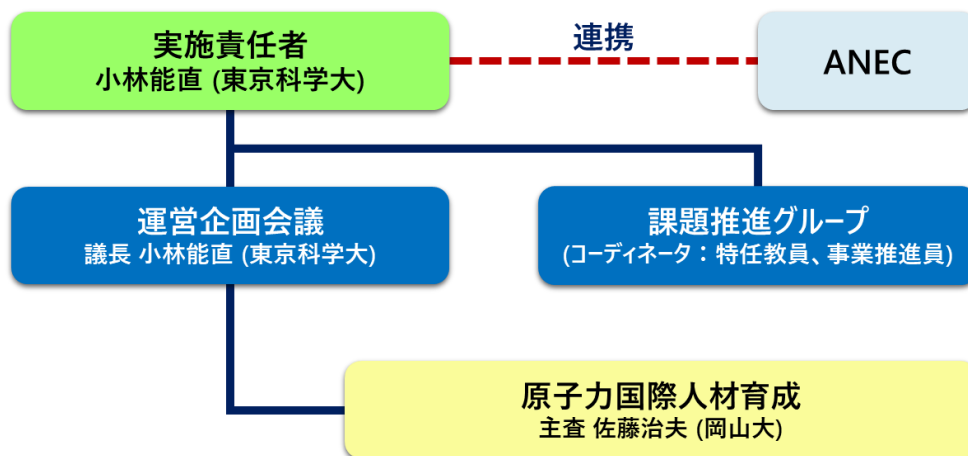 実施責任者
小林能直 (東京科学大)
連携
ANEC
運営企画会議
議長 小林能直 (東京科学大)
課題推進グループ
(コーディネータ：特任教員、事業推進員)
原子力国際人材育成
主査 佐藤治夫 (岡山大)